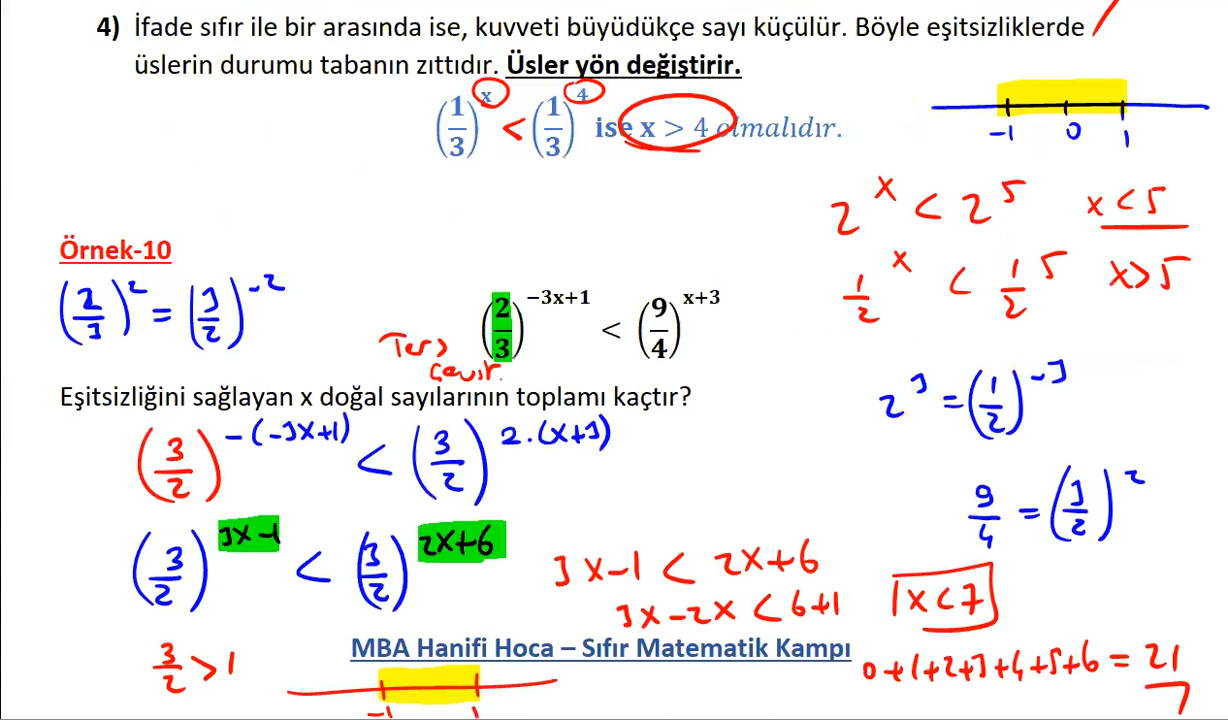 4) İfade sıfır ile bir arasında ise, kuvveti büyüdükçe sayı küçülür. Böyle eşitsizliklerde
üslerin durumu tabanın zıttıdır. Üsler yön değiştirir.
(1/3)^x < (1/3)^4 ise x > 4 olmalıdır.
-1 0 1
2^x < 2^5 x < 5
1/2^x < 1/2^5 x > 5
Örnek-10
(2/3)^2 = (3/2)^-2
(2/3)^(-3x+1) < (9/4)^(x+3)
Ters
çevir.
2^3 = (1/2)^-3
Eşitsizliğini sağlayan x doğal sayılarının toplamı kaçtır?
(3/2)^-(-3x+1) < (3/2)^2.(x+3)
9/4 = (3/2)^2
(3/2)^3x-1 < (3/2)^2x+6
3x-1 < 2x+6
3x-2x < 6+1
x < 7
MBA Hanifi Hoca – Sıfır Matematik Kampı
3/2 > 1
0+1+2+3+4+5+6 = 21
-1 1